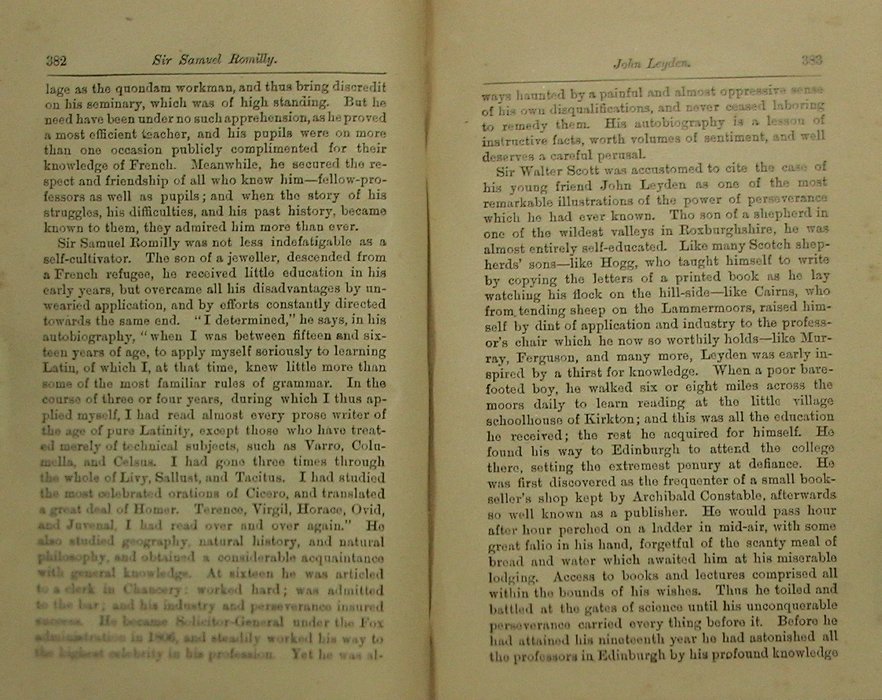 382
Sir Samuel Romilly.
lage as the quondam workman, and thus bring discredit
on his seminary, which was of high standing. But he
need have been under no such apprehension, as he proved
a most efficient teacher, and his pupils were on more
than one occasion publicly complimented for their
knowledge of French. Meanwhile, he secured the re-
spect and friendship of all who knew him—fellow-pro-
fessors as well as pupils; and when the story of his
struggles, his difficulties, and his past history, became
known to them, they admired him more than ever.
Sir Samuel Romilly was not less indefatigable as a
self-cultivator. The son of a jeweller, descended from
a French refugee, he received little education in his
early years, but overcame all his disadvantages by un-
wearied application, and by efforts constantly directed
towards the same end. "I determined," he says, in his
autobiography, "when I was between fifteen and six-
teen years of age, to apply myself seriously to learning
Latin, of which I, at that time, knew little more than
some of the most familiar rules of grammar. In the
course of three or four years, during which I thus ap-
plied myself, I had read almost every prose writer of
the age of pure Latinity, except those who have treat-
ed merely of technical subjects, such as Varro, Colu-
mella, and Celsus. I had gone three times through
the whole of Livy, Sallust, and Tacitus. I had studied
the most celebrated orations of Cicero, and translated
a great deal of Homer. Terence, Virgil, Horace, Ovid,
and Juvenal, I had read over and over again." He
also studied geography, natural history, and natural
philosophy, and obtained a considerable acquaintance
with general knowledge. At sixteen he was articled
to a clerk in Chancery; worked hard; was admitted
to the bar; and his industry and perseverance insured
success. He became Solicitor-General under the Fox
administration in 1806, and steadily worked his way to
the highest celebrity in his profession. Yet he was al-
John Leyden.
383
ways haunted by a painful and almost oppressive sense
of his own disqualifications, and never ceased laboring
to remedy them. His autobiography is a lesson of
instructive facts, worth volumes of sentiment, and well
deserves a careful perusal.
Sir Walter Scott was accustomed to cite the case of
his young friend John Leyden as one of the most
remarkable illustrations of the power of perseverance
which he had ever known. The son of a shepherd in
one of the wildest valleys in Roxburghshire, he was
almost entirely self-educated. Like many Scotch shep-
herds' sons—like Hogg, who taught himself to write
by copying the letters of a printed book as he lay
watching his flock on the hill-side—like Cairns, who
from tending sheep on the Lammermoors, raised him-
self by dint of application and industry to the profess-
or's chair which he now so worthily holds—like Mur-
ray, Ferguson, and many more, Leyden was early in-
spired by a thirst for knowledge. When a poor bare-
footed boy, he walked six or eight miles across the
moors daily to learn reading at the little village
schoolhouse of Kirkton; and this was all the education
he received; the rest he acquired for himself. He
found his way to Edinburgh to attend the college
there, setting the extremest penury at defiance. He
was first discovered as the frequenter of a small book-
seller's shop kept by Archibald Constable, afterwards
so well known as a publisher. He would pass hour
after hour perched on a ladder in mid-air, with some
great folio in his hand, forgetful of the scanty meal of
bread and water which awaited him at his miserable
lodging. Access to books and lectures comprised all
within the bounds of his wishes. Thus he toiled and
battled at the gates of science until his unconquerable
perseverance carried every thing before it. Before he
had attained his nineteenth year he had astonished all
the professors in Edinburgh by his profound knowledge